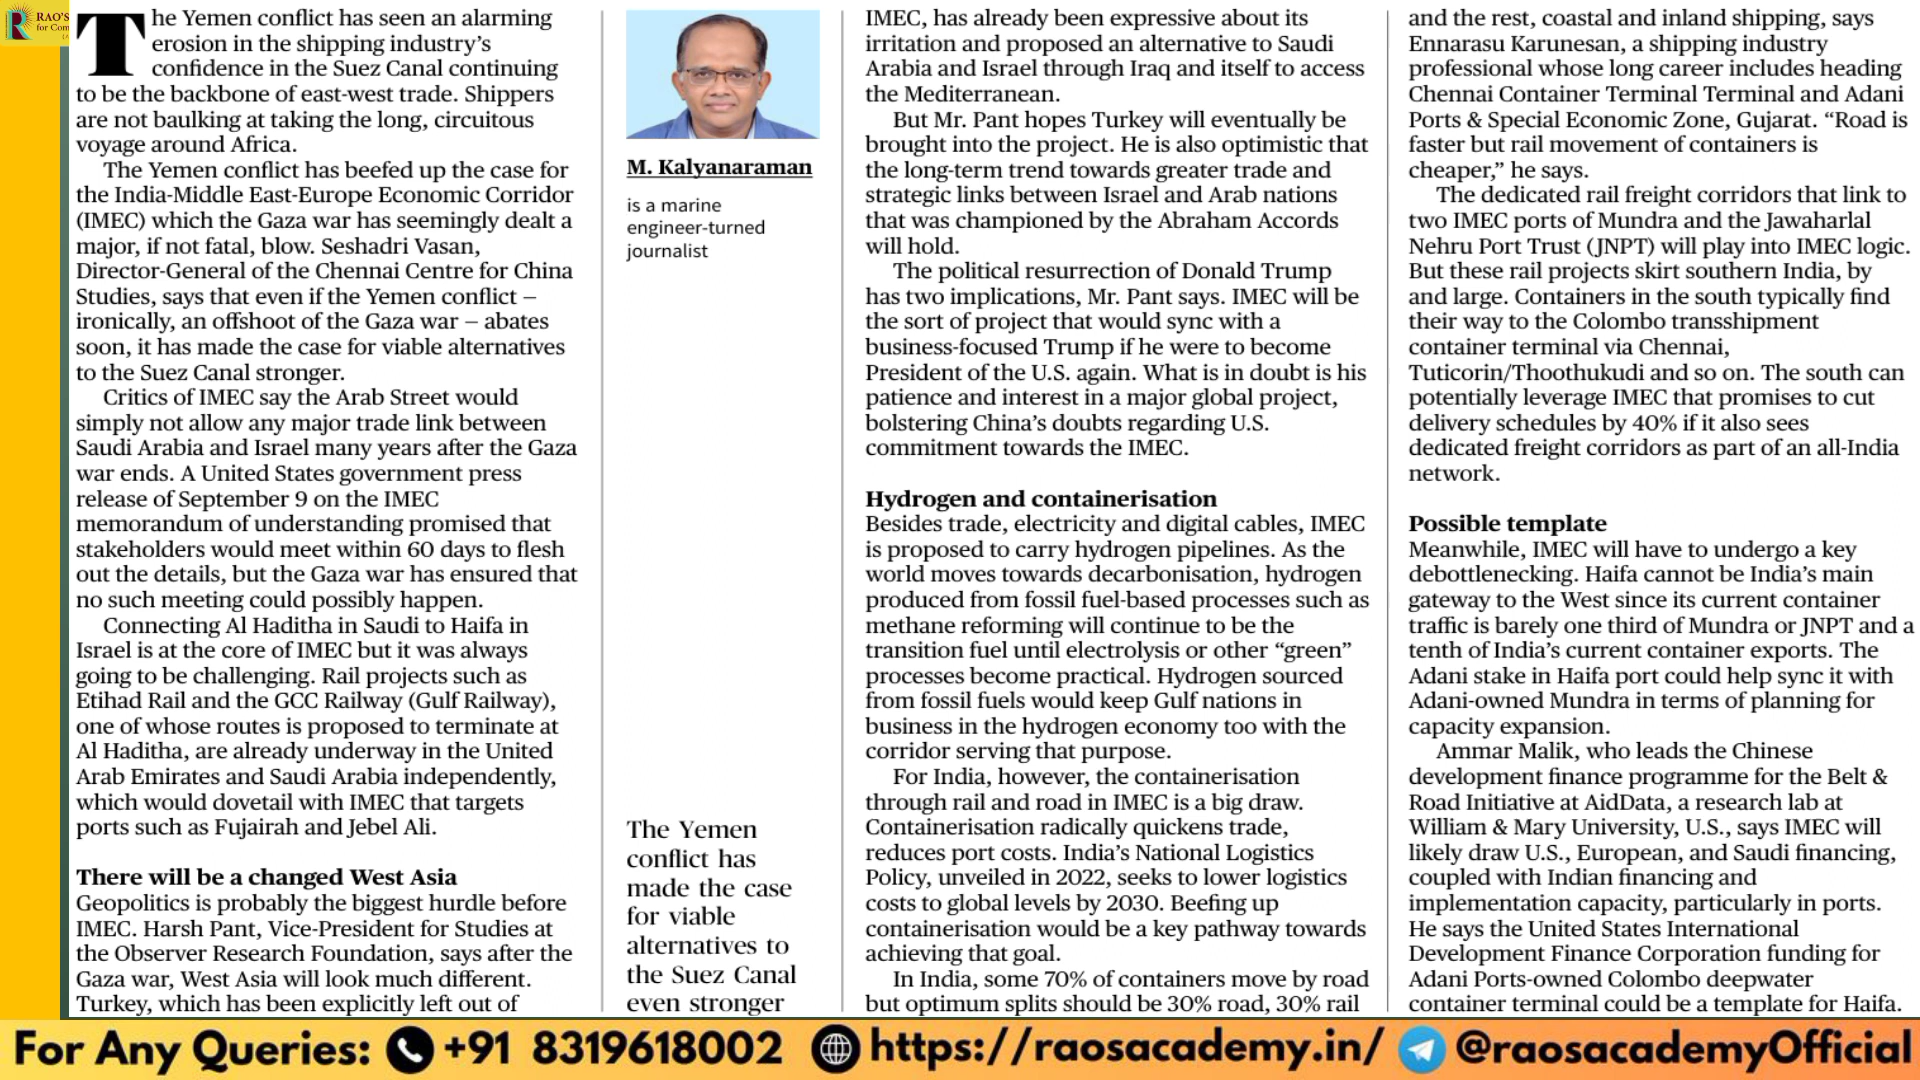 RAO'S
for Com
The Yemen conflict has seen an alarming
erosion in the shipping industry's
confidence in the Suez Canal continuing
to be the backbone of east-west trade. Shippers
are not baulking at taking the long, circuitous
voyage around Africa.
The Yemen conflict has beefed up the case for
the India-Middle East-Europe Economic Corridor
(IMEC) which the Gaza war has seemingly dealt a
major, if not fatal, blow. Seshadri Vasan,
Director-General of the Chennai Centre for China
Studies, says that even if the Yemen conflict —
ironically, an offshoot of the Gaza war — abates
soon, it has made the case for viable alternatives
to the Suez Canal stronger.
Critics of IMEC say the Arab Street would
simply not allow any major trade link between
Saudi Arabia and Israel many years after the Gaza
war ends. A United States government press
release of September 9 on the IMEC
memorandum of understanding promised that
stakeholders would meet within 60 days to flesh
out the details, but the Gaza war has ensured that
no such meeting could possibly happen.
Connecting Al Haditha in Saudi to Haifa in
Israel is at the core of IMEC but it was always
going to be challenging. Rail projects such as
Etihad Rail and the GCC Railway (Gulf Railway),
one of whose routes is proposed to terminate at
Al Haditha, are already underway in the United
Arab Emirates and Saudi Arabia independently,
which would dovetail with IMEC that targets
ports such as Fujairah and Jebel Ali.
There will be a changed West Asia
Geopolitics is probably the biggest hurdle before
IMEC. Harsh Pant, Vice-President for Studies at
the Observer Research Foundation, says after the
Gaza war, West Asia will look much different.
Turkey, which has been explicitly left out of
M. Kalyanaraman
is a marine
engineer-turned
journalist
The Yemen
conflict has
made the case
for viable
alternatives to
the Suez Canal
even stronger
IMEC, has already been expressive about its
irritation and proposed an alternative to Saudi
Arabia and Israel through Iraq and itself to access
the Mediterranean.
But Mr. Pant hopes Turkey will eventually be
brought into the project. He is also optimistic that
the long-term trend towards greater trade and
strategic links between Israel and Arab nations
that was championed by the Abraham Accords
will hold.
The political resurrection of Donald Trump
has two implications, Mr. Pant says. IMEC will be
the sort of project that would sync with a
business-focused Trump if he were to become
President of the U.S. again. What is in doubt is his
patience and interest in a major global project,
bolstering China's doubts regarding U.S.
commitment towards the IMEC.
Hydrogen and containerisation
Besides trade, electricity and digital cables, IMEC
is proposed to carry hydrogen pipelines. As the
world moves towards decarbonisation, hydrogen
produced from fossil fuel-based processes such as
methane reforming will continue to be the
transition fuel until electrolysis or other “green”
processes become practical. Hydrogen sourced
from fossil fuels would keep Gulf nations in
business in the hydrogen economy too with the
corridor serving that purpose.
For India, however, the containerisation
through rail and road in IMEC is a big draw.
Containerisation radically quickens trade,
reduces port costs. India's National Logistics
Policy, unveiled in 2022, seeks to lower logistics
costs to global levels by 2030. Beefing up
containerisation would be a key pathway towards
achieving that goal.
In India, some 70% of containers move by road
but optimum splits should be 30% road, 30% rail
and the rest, coastal and inland shipping, says
Ennarasu Karunesan, a shipping industry
professional whose long career includes heading
Chennai Container Terminal Terminal and Adani
Ports & Special Economic Zone, Gujarat. “Road is
faster but rail movement of containers is
cheaper,” he says.
The dedicated rail freight corridors that link to
two IMEC ports of Mundra and the Jawaharlal
Nehru Port Trust (JNPT) will play into IMEC logic.
But these rail projects skirt southern India, by
and large. Containers in the south typically find
their way to the Colombo transshipment
container terminal via Chennai,
Tuticorin/Thoothukudi and so on. The south can
potentially leverage IMEC that promises to cut
delivery schedules by 40% if it also sees
dedicated freight corridors as part of an all-India
network.
Possible template
Meanwhile, IMEC will have to undergo a key
debottlenecking. Haifa cannot be India's main
gateway to the West since its current container
traffic is barely one third of Mundra or JNPT and a
tenth of India's current container exports. The
Adani stake in Haifa port could help sync it with
Adani-owned Mundra in terms of planning for
capacity expansion.
Ammar Malik, who leads the Chinese
development finance programme for the Belt &
Road Initiative at AidData, a research lab at
William & Mary University, U.S., says IMEC will
likely draw U.S., European, and Saudi financing,
coupled with Indian financing and
implementation capacity, particularly in ports.
He says the United States International
Development Finance Corporation funding for
Adani Ports-owned Colombo deepwater
container terminal could be a template for Haifa.
For Any Queries: +91 8319618002 https://raosacademy.in/ @raosacademyOfficial